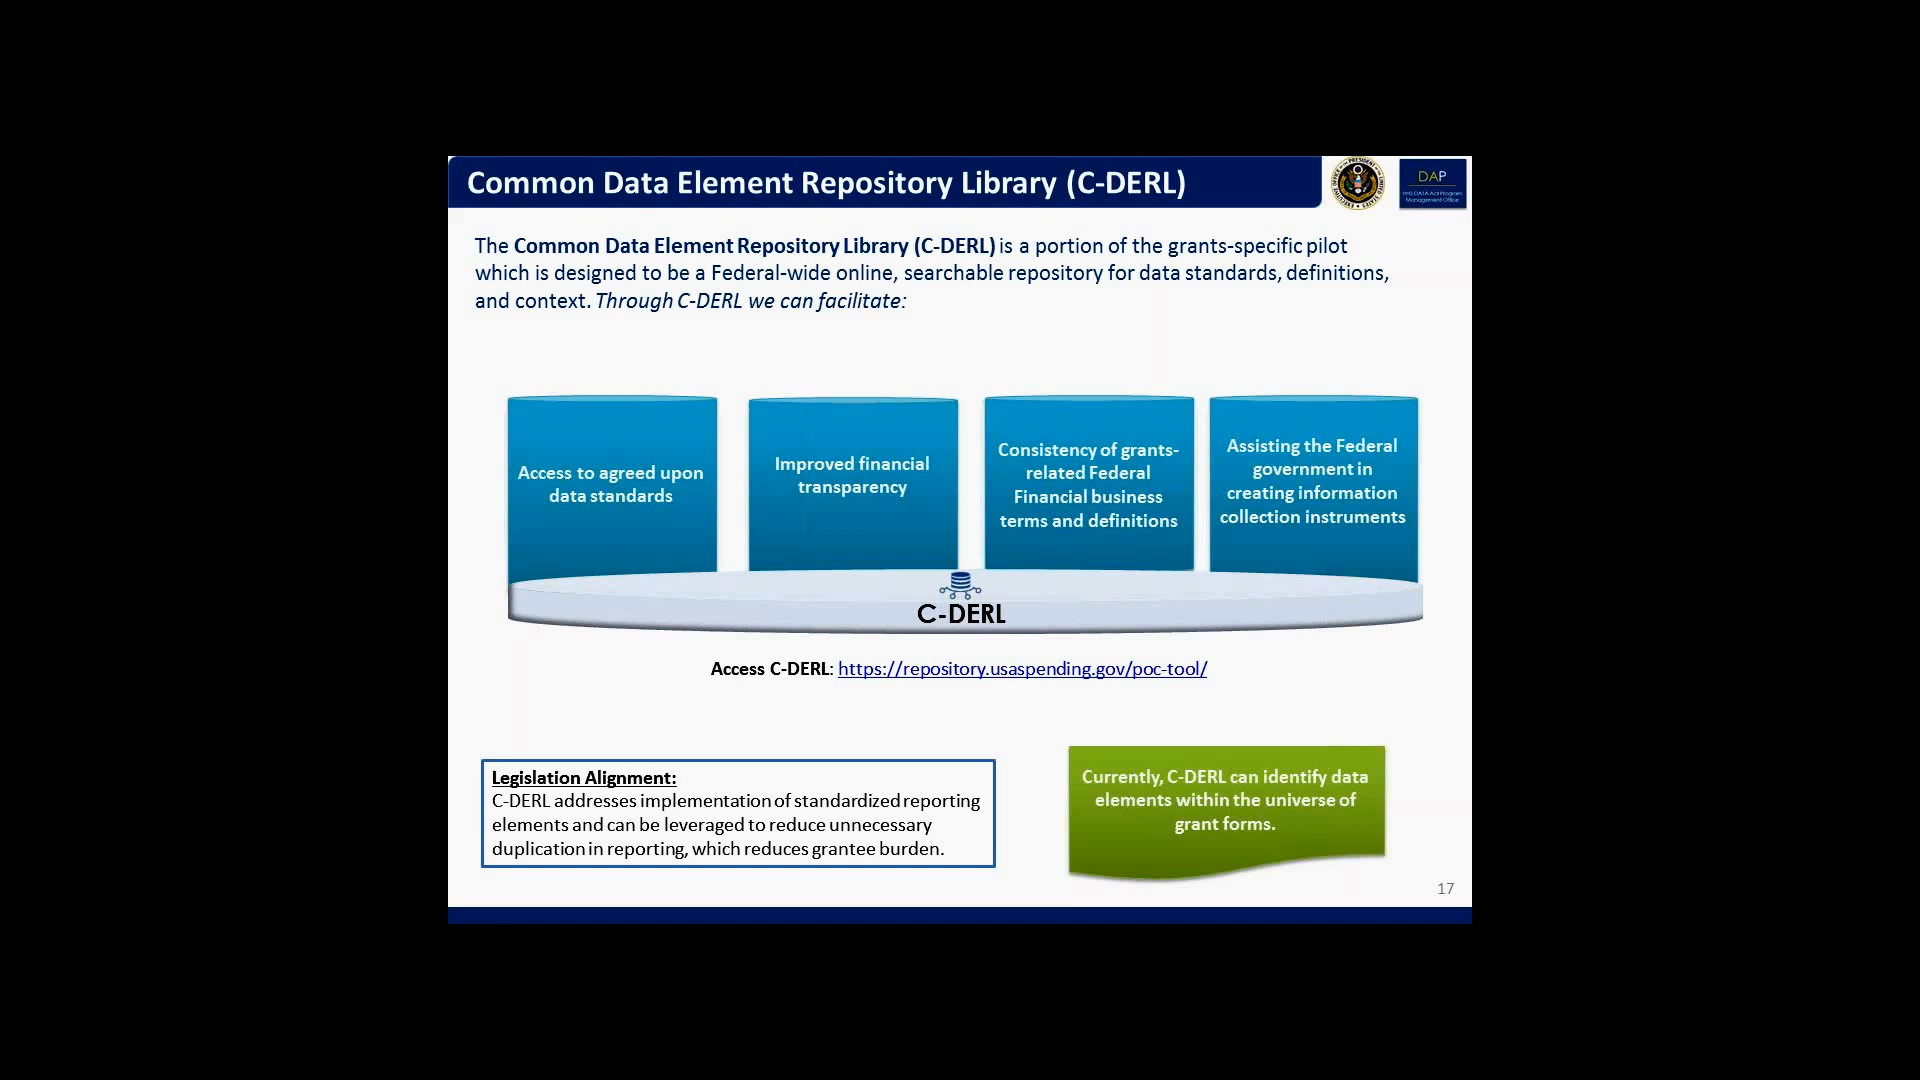 Common Data Element Repository Library (C-DERL)
DAP
HHS DATA Act Program
Management Office
The Common Data Element Repository Library (C-DERL) is a portion of the grants-specific pilot
which is designed to be a Federal-wide online, searchable repository for data standards, definitions,
and context. Through C-DERL we can facilitate:
Access to agreed upon
data standards
Improved financial
transparency
Consistency of grants-
related Federal
Financial business
terms and definitions
Assisting the Federal
government in
creating information
collection instruments
C-DERL
Access C-DERL: https://repository.usaspending.gov/poc-tool/
Legislation Alignment:
C-DERL addresses implementation of standardized reporting
elements and can be leveraged to reduce unnecessary
duplication in reporting, which reduces grantee burden.
Currently, C-DERL can identify data
elements within the universe of
grant forms.
17